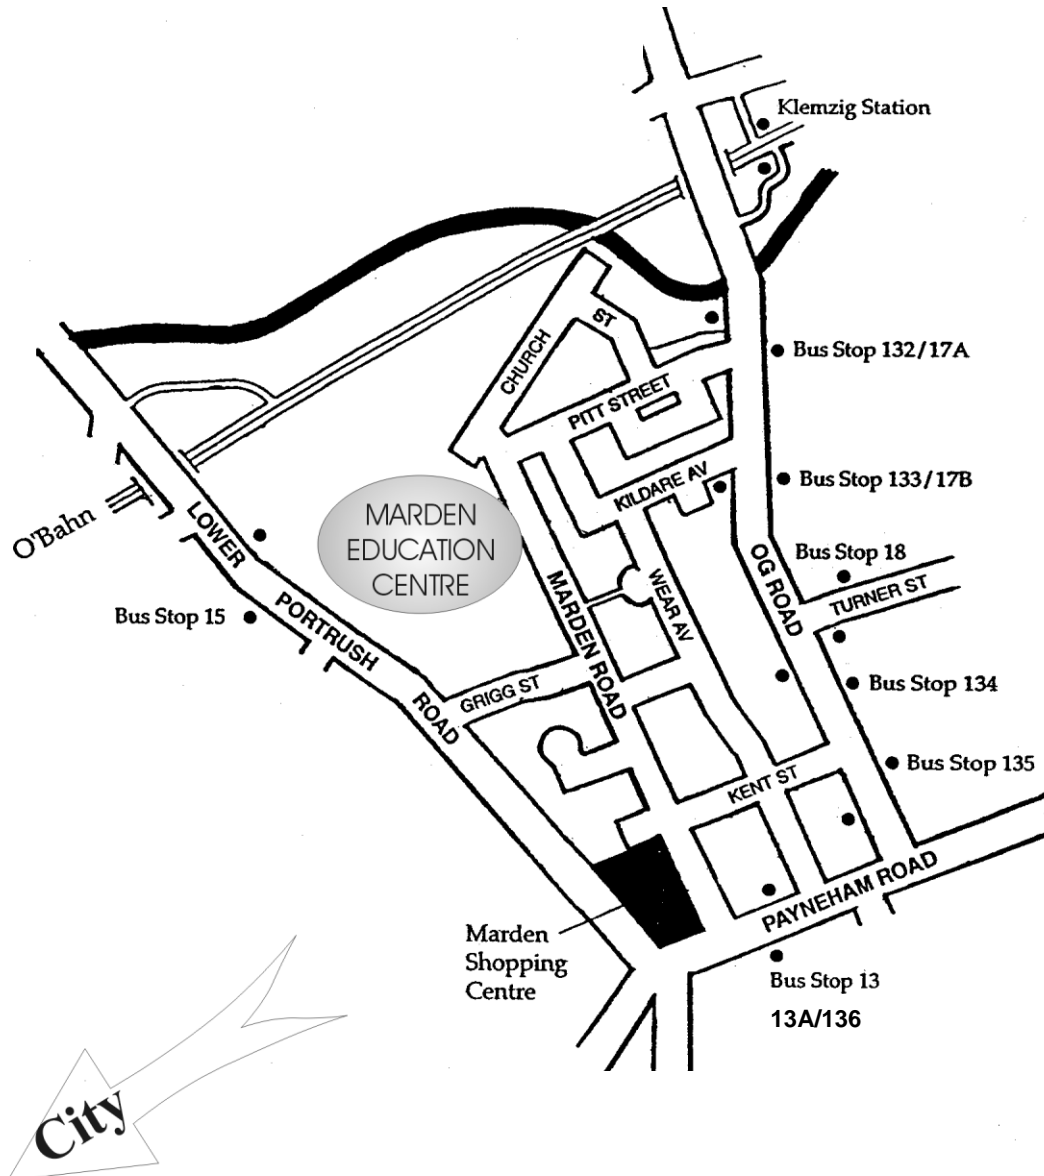 Klemzig Station
CHURCH
ST
Bus Stop 132/17A
PITT STREET
KILDARE AV
Bus Stop 133/17B
O'Bahn
LOWER
PORTRUSH
ROAD
MARDEN
EDUCATION
CENTRE
Bus Stop 18
TURNER ST
OG ROAD
WEAR AV
MARDEN ROAD
Bus Stop 15
GRIGG ST
Bus Stop 134
Bus Stop 135
KENT ST
PAYNEHAM ROAD
Marden
Shopping
Centre
Bus Stop 13
13A/136
City